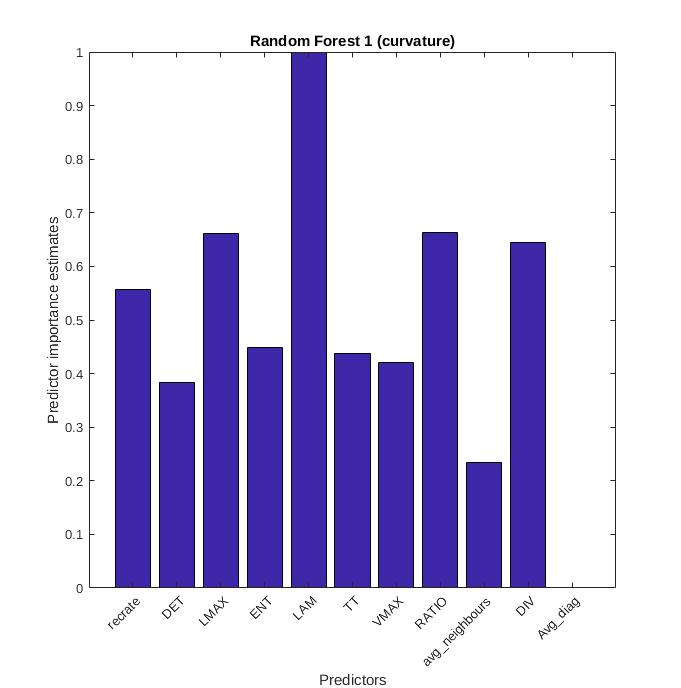 Random Forest 1 (curvature)
1
0.9
0.8
0.7
0.6
0.5
0.4
0.3
0.2
0.1
0
Predictor importance estimates
recrate
DET
LMAX
ENT
LAM
TT
VMAX
RATIO
avg_neighbours
DIV
Avg_diag
Predictors